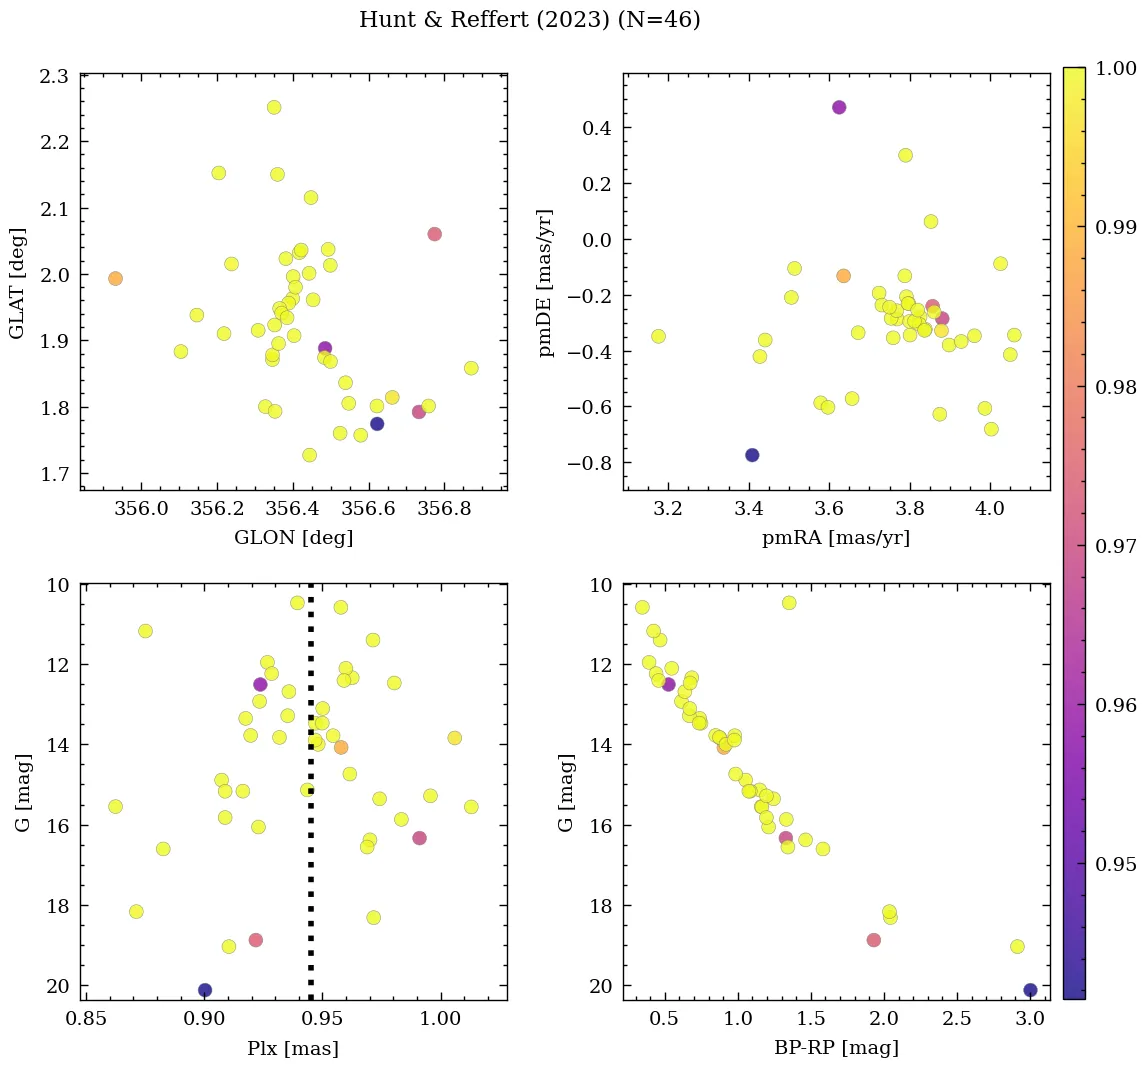 Hunt & Reffert (2023) (N=46)
2.3
2.2
2.1
2.0
1.9
1.8
1.7
GLAT [deg]
356.0 356.2 356.4 356.6 356.8
GLON [deg]
0.4
0.2
0.0
−0.2
−0.4
−0.6
−0.8
pmDE [mas/yr]
3.2 3.4 3.6 3.8 4.0
pmRA [mas/yr]
10
12
14
16
18
20
G [mag]
0.85 0.90 0.95 1.00
Plx [mas]
10
12
14
16
18
20
G [mag]
0.5 1.0 1.5 2.0 2.5 3.0
BP-RP [mag]
1.00
0.99
0.98
0.97
0.96
0.95